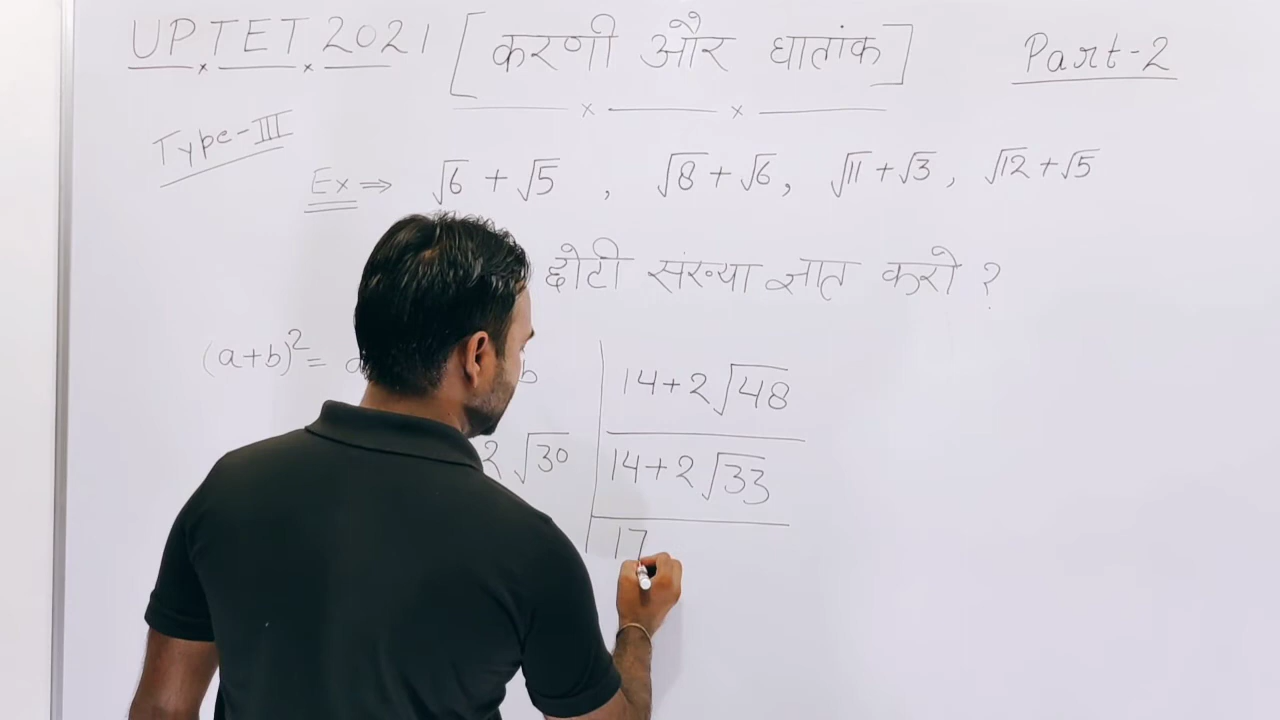 UPTET 2021 [करणी और घातांक] Part-2
Type-III
Ex ⇒ √6 + √5 , √8 + √6, √11 + √3, √12 + √5
छोटी संख्या ज्ञात करो ?
(a+b)² = a b
14+2√48
2√30
14+2√33
17